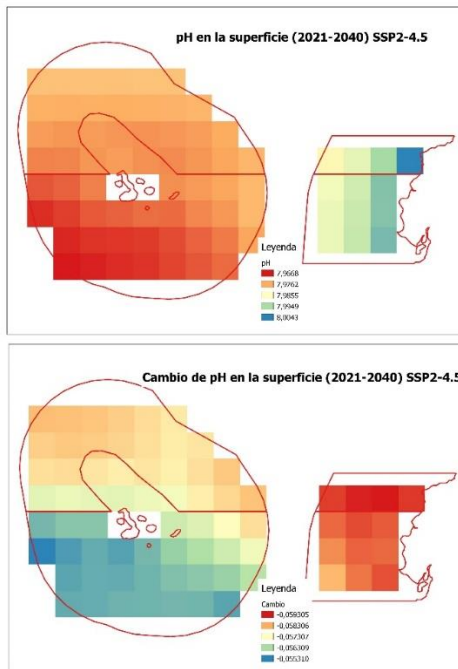 pH en la superficie (2021-2040) SSP2-4.5
Leyenda
pH
7,9668
7,9762
7,9855
7,9949
8,0043
Cambio de pH en la superficie (2021-2040) SSP2-4.5
Leyenda
Cambio
-0,059305
-0,058306
-0,057307
-0,056309
-0,055310